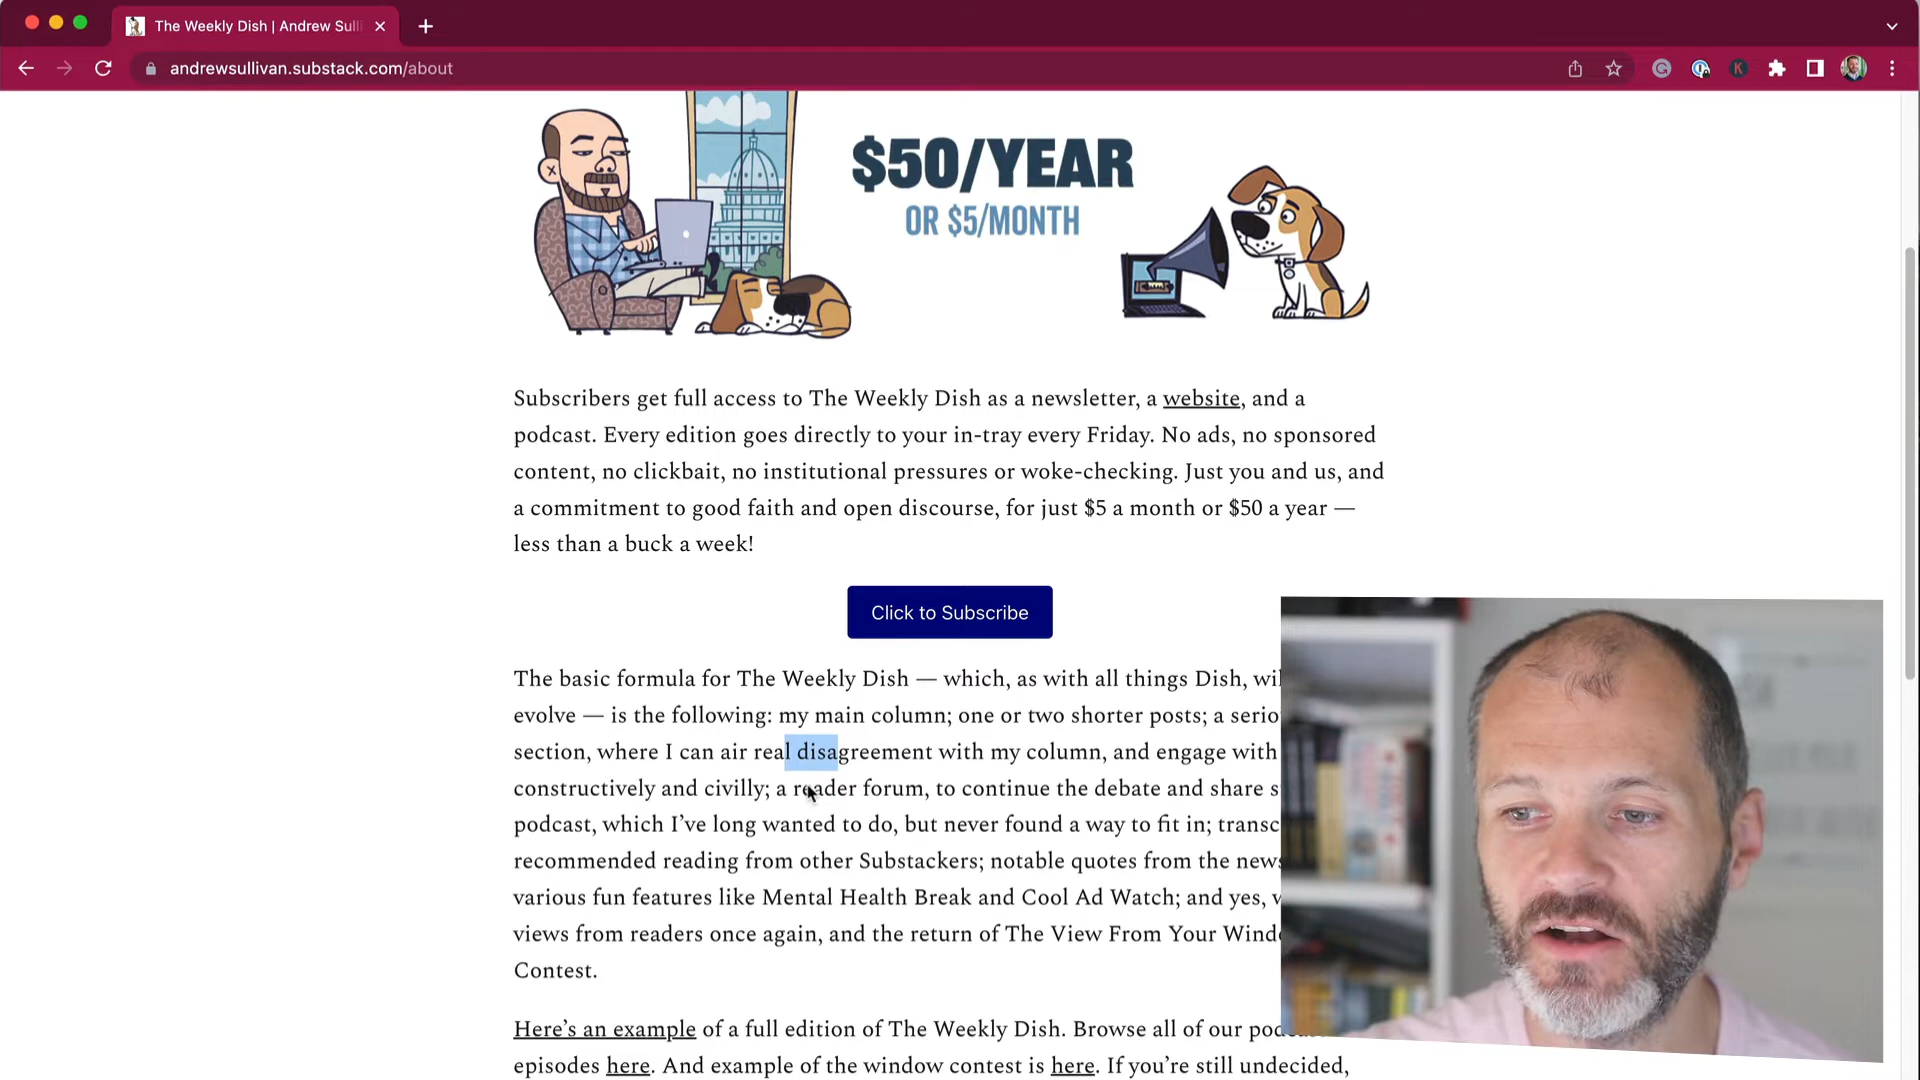 The Weekly Dish | Andrew Sulli
andrewsullivan.substack.com/about
K
$50/YEAR
OR $5/MONTH
Subscribers get full access to The Weekly Dish as a newsletter, a website, and a
podcast. Every edition goes directly to your in-tray every Friday. No ads, no sponsored
content, no clickbait, no institutional pressures or woke-checking. Just you and us, and
a commitment to good faith and open discourse, for just $5 a month or $50 a year —
less than a buck a week!
Click to Subscribe
The basic formula for The Weekly Dish — which, as with all things Dish, wil
evolve — is the following: my main column; one or two shorter posts; a serio
section, where I can air real disagreement with my column, and engage with
constructively and civilly; a reader forum, to continue the debate and share s
podcast, which I've long wanted to do, but never found a way to fit in; transc
recommended reading from other Substackers; notable quotes from the news
various fun features like Mental Health Break and Cool Ad Watch; and yes,
views from readers once again, and the return of The View From Your Windo
Contest.
Here's an example of a full edition of The Weekly Dish. Browse all of our pod
episodes here. And example of the window contest is here. If you're still undecided,